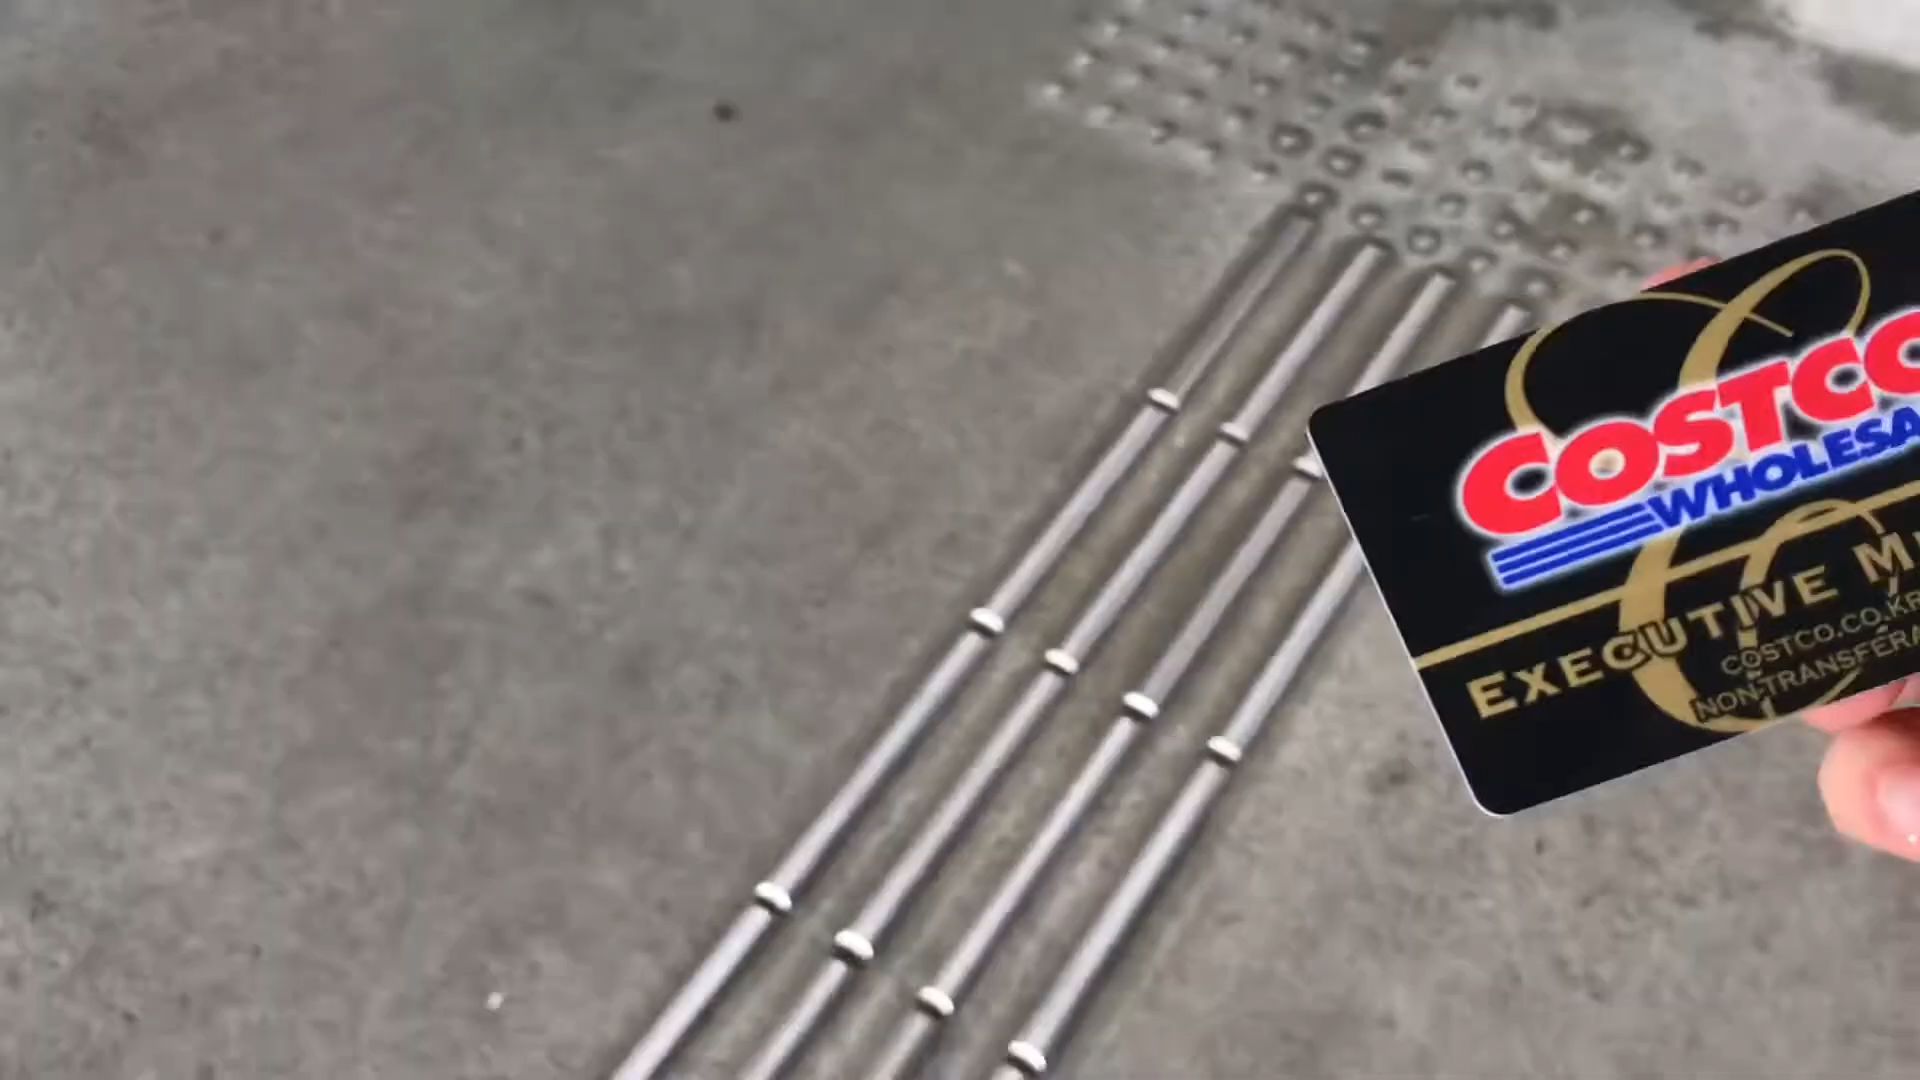 COSTCO
WHOLESA
EXECUTIVE M
COSTCO.CO.KR
NON-TRANSFERA